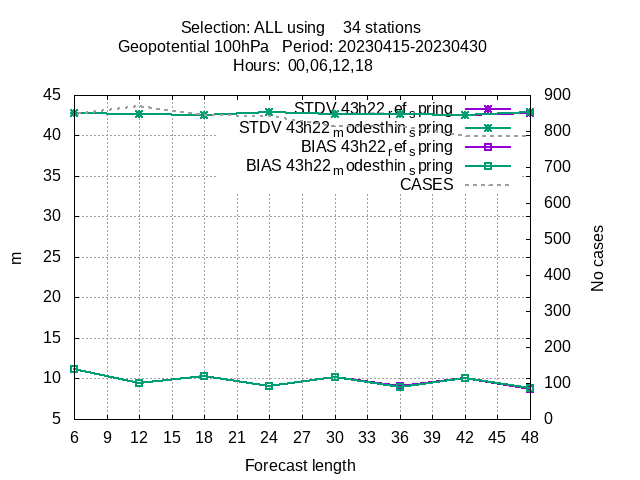 Selection: ALL using 34 stations
Geopotential 100hPa Period: 20230415-20230430
Hours: 00,06,12,18
STDV 43h22_ref_spring
STDV 43h22_modesthin_spring
BIAS 43h22_ref_spring
BIAS 43h22_modesthin_spring
CASES
45
40
35
30
25
20
15
10
5
m
900
800
700
600
500
400
300
200
100
0
No cases
6 9 12 15 18 21 24 27 30 33 36 39 42 45 48
Forecast length